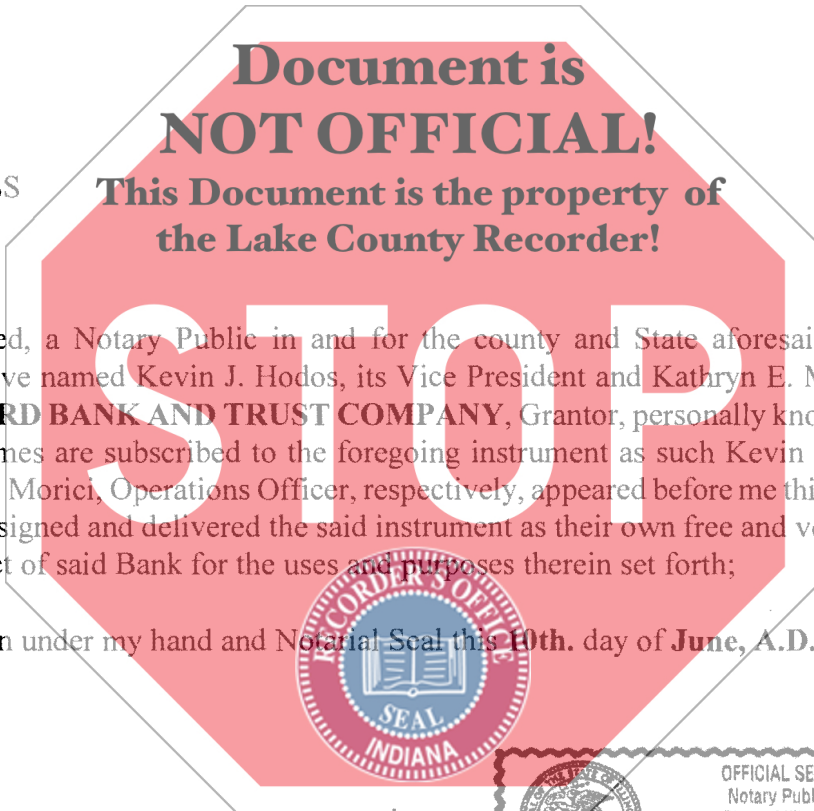 Document is
NOT OFFICIAL!
This Document is the property of
the Lake County Recorder!
STOP
ed, a Notary Public in and for the county and State aforesai
ve named Kevin J. Hodos, its Vice President and Kathryn E. M
RD BANK AND TRUST COMPANY, Grantor, personally kno
mes are subscribed to the foregoing instrument as such Kevin
Morici, Operations Officer, respectively, appeared before me thi
signed and delivered the said instrument as their own free and v
t of said Bank for the uses and purposes therein set forth;
n under my hand and Notarial Seal this 10th. day of June, A.D.
RECORDER'S OFFICE
SEAL
INDIANA
OFFICIAL SE
Notary Publ